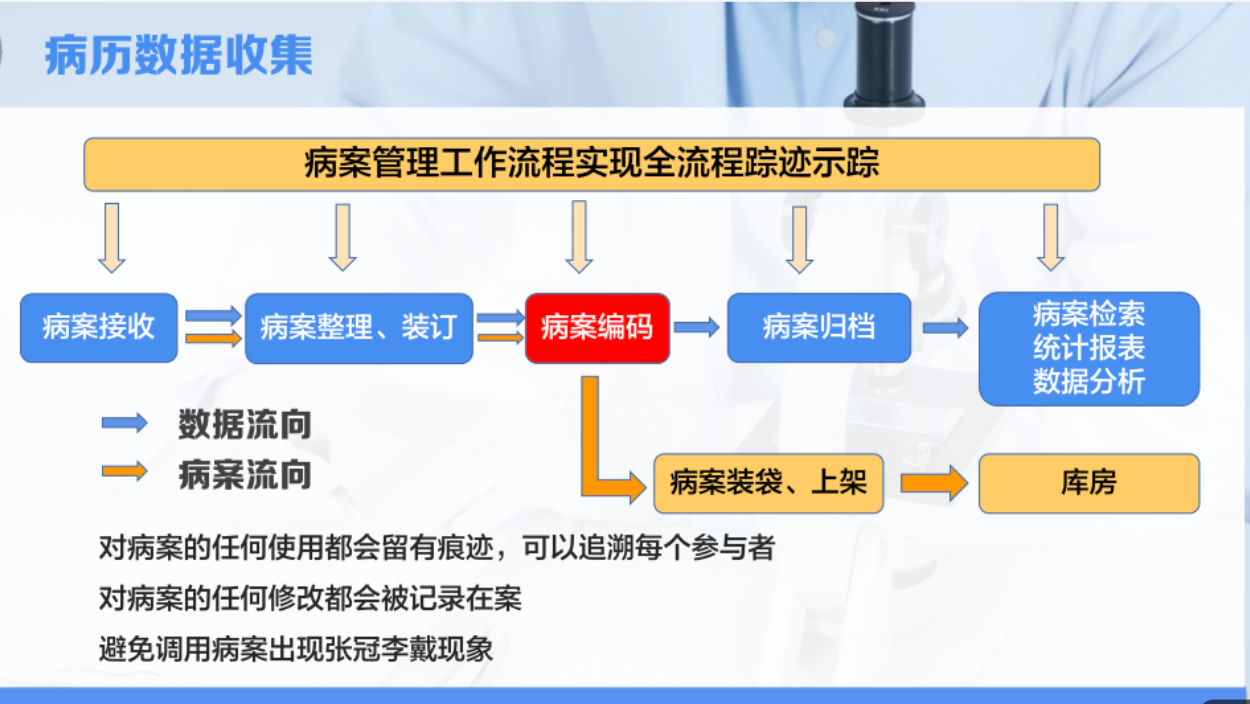 病历数据收集
病案管理工作流程实现全流程踪迹示踪
病案接收
病案整理、装订
病案编码
病案归档
病案检索
统计报表
数据分析
数据流向
病案流向
病案装袋、上架
库房
对病案的任何使用都会留有痕迹，可以追溯每个参与者
对病案的任何修改都会被记录在案
避免调用病案出现张冠李戴现象